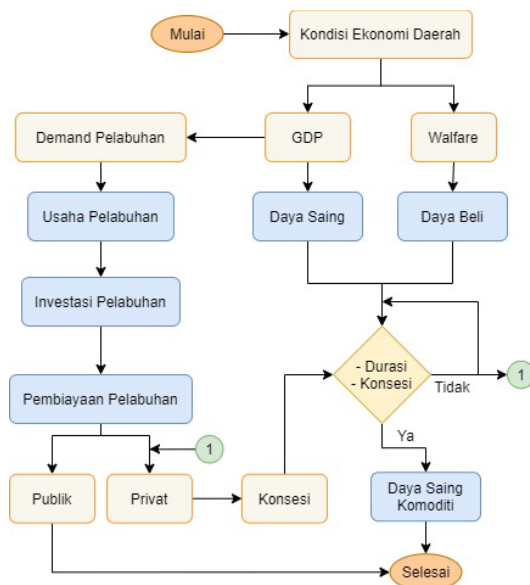 Mulai
Kondisi Ekonomi Daerah
Demand Pelabuhan
GDP
Walfare
Usaha Pelabuhan
Daya Saing
Daya Beli
Investasi Pelabuhan
- Durasi
- Konsesi
Tidak
1
Pembiayaan Pelabuhan
1
Ya
Publik
Privat
Konsesi
Daya Saing
Komoditi
Selesai